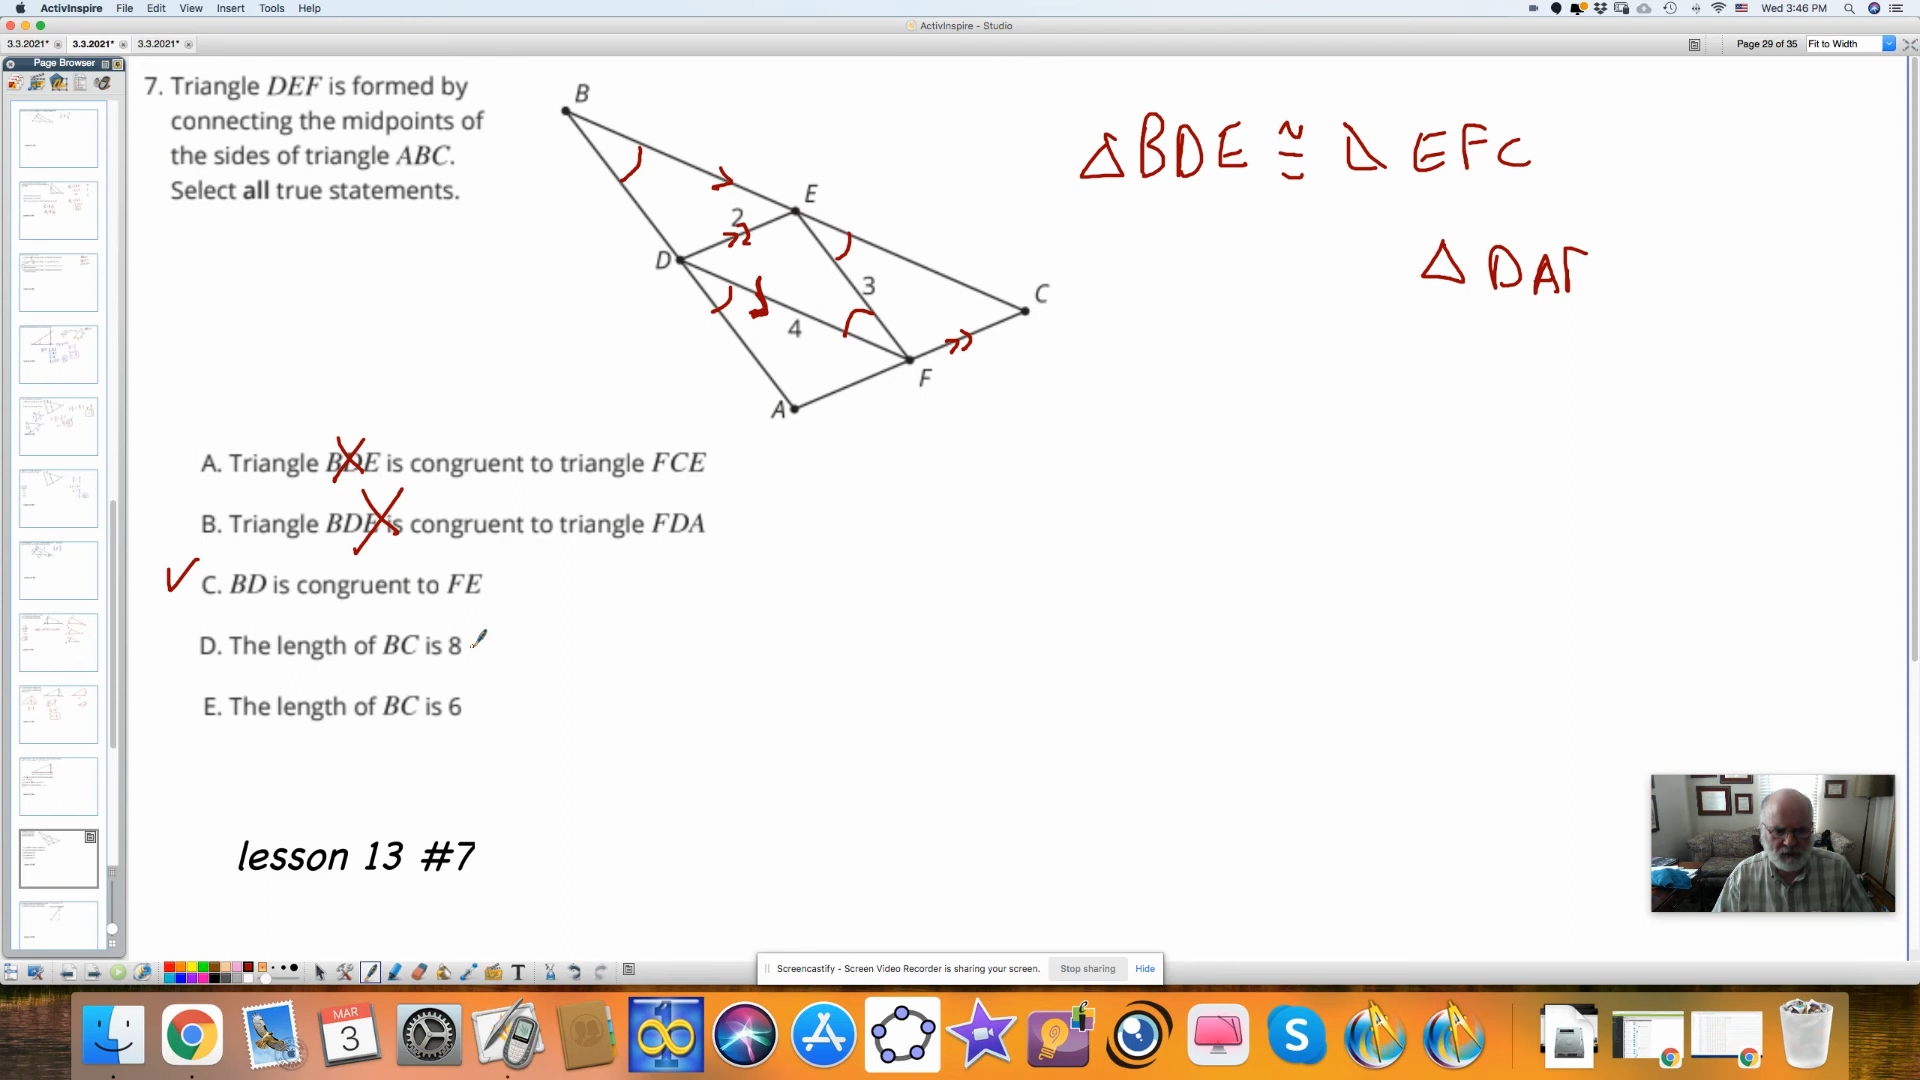 ActivInspire File Edit View Insert Tools Help Wed 3:46 PM
ActivInspire - Studio
3.3.2021* 3.3.2021* 3.3.2021* Page 29 of 35 Fit to Width
Page Browser
7. Triangle DEF is formed by
connecting the midpoints of
the sides of triangle ABC.
Select all true statements.
B
E
2
D
3
C
4
F
A
△BDE ≅ △EFC
△DAF
A. Triangle BDE is congruent to triangle FCE
B. Triangle BDE is congruent to triangle FDA
C. BD is congruent to FE
D. The length of BC is 8
E. The length of BC is 6
lesson 13 #7
Screencastify - Screen Video Recorder is sharing your screen. Stop sharing Hide
MAR
3